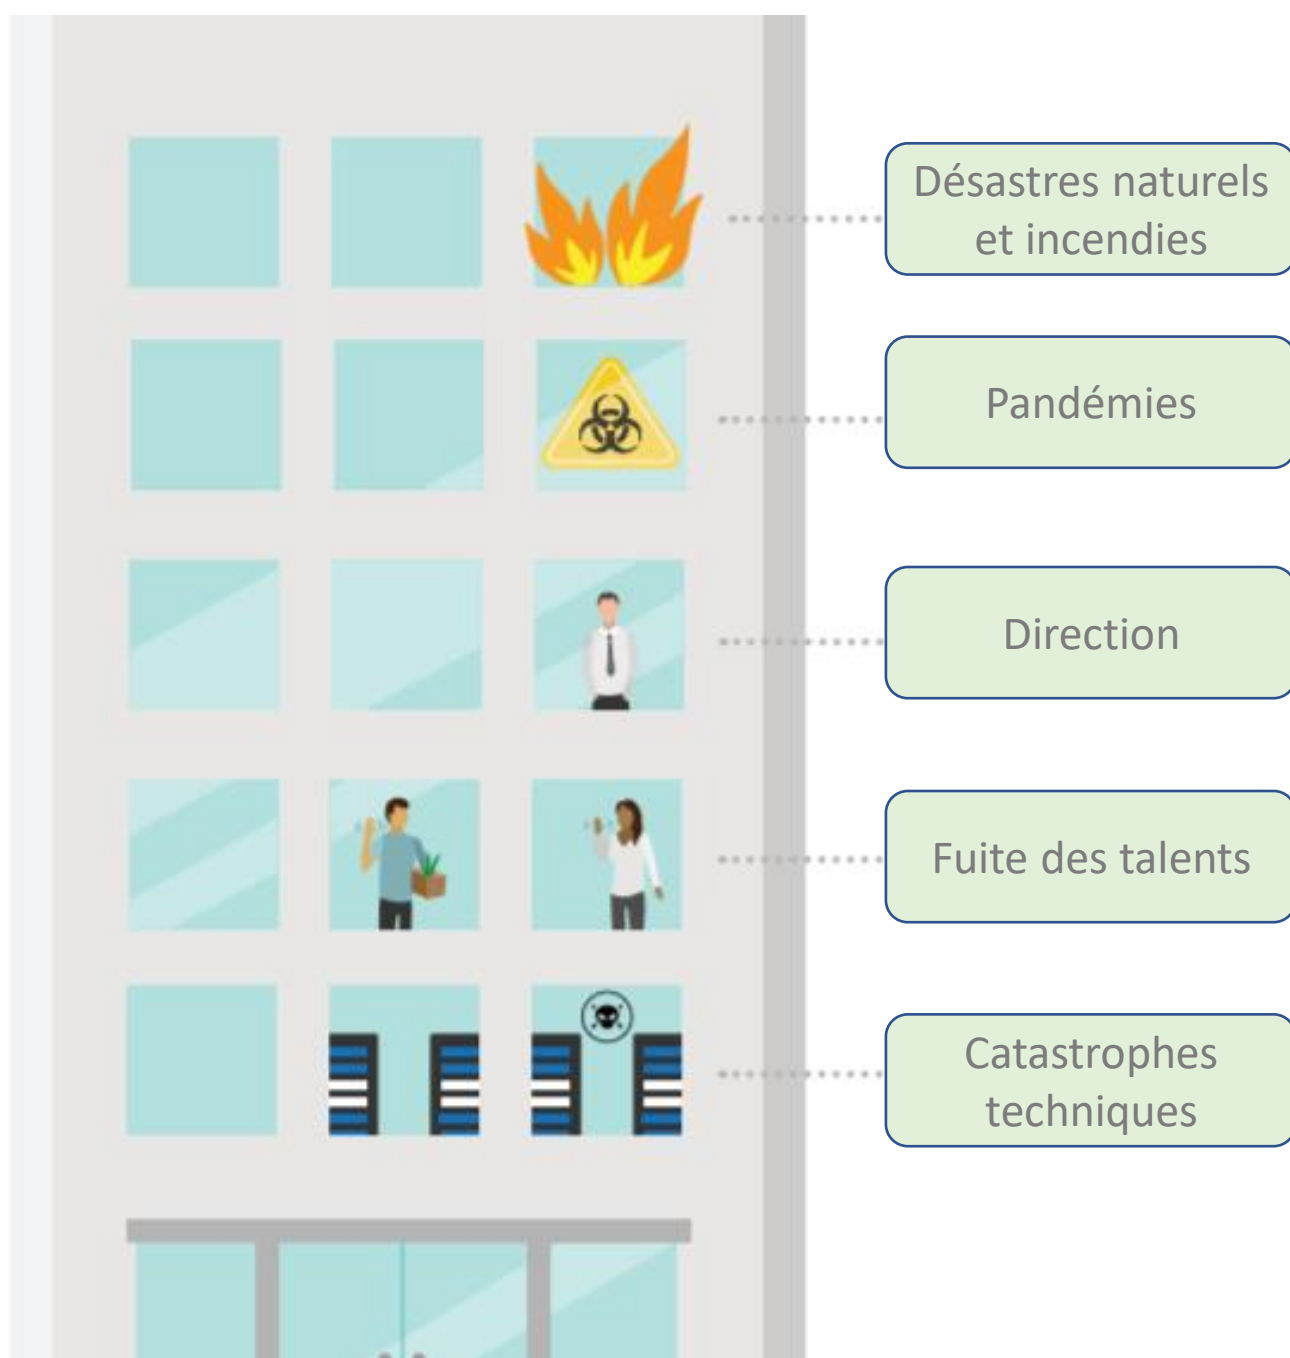 Désastres naturels
et incendies
Pandémies
Direction
Fuite des talents
Catastrophes
techniques